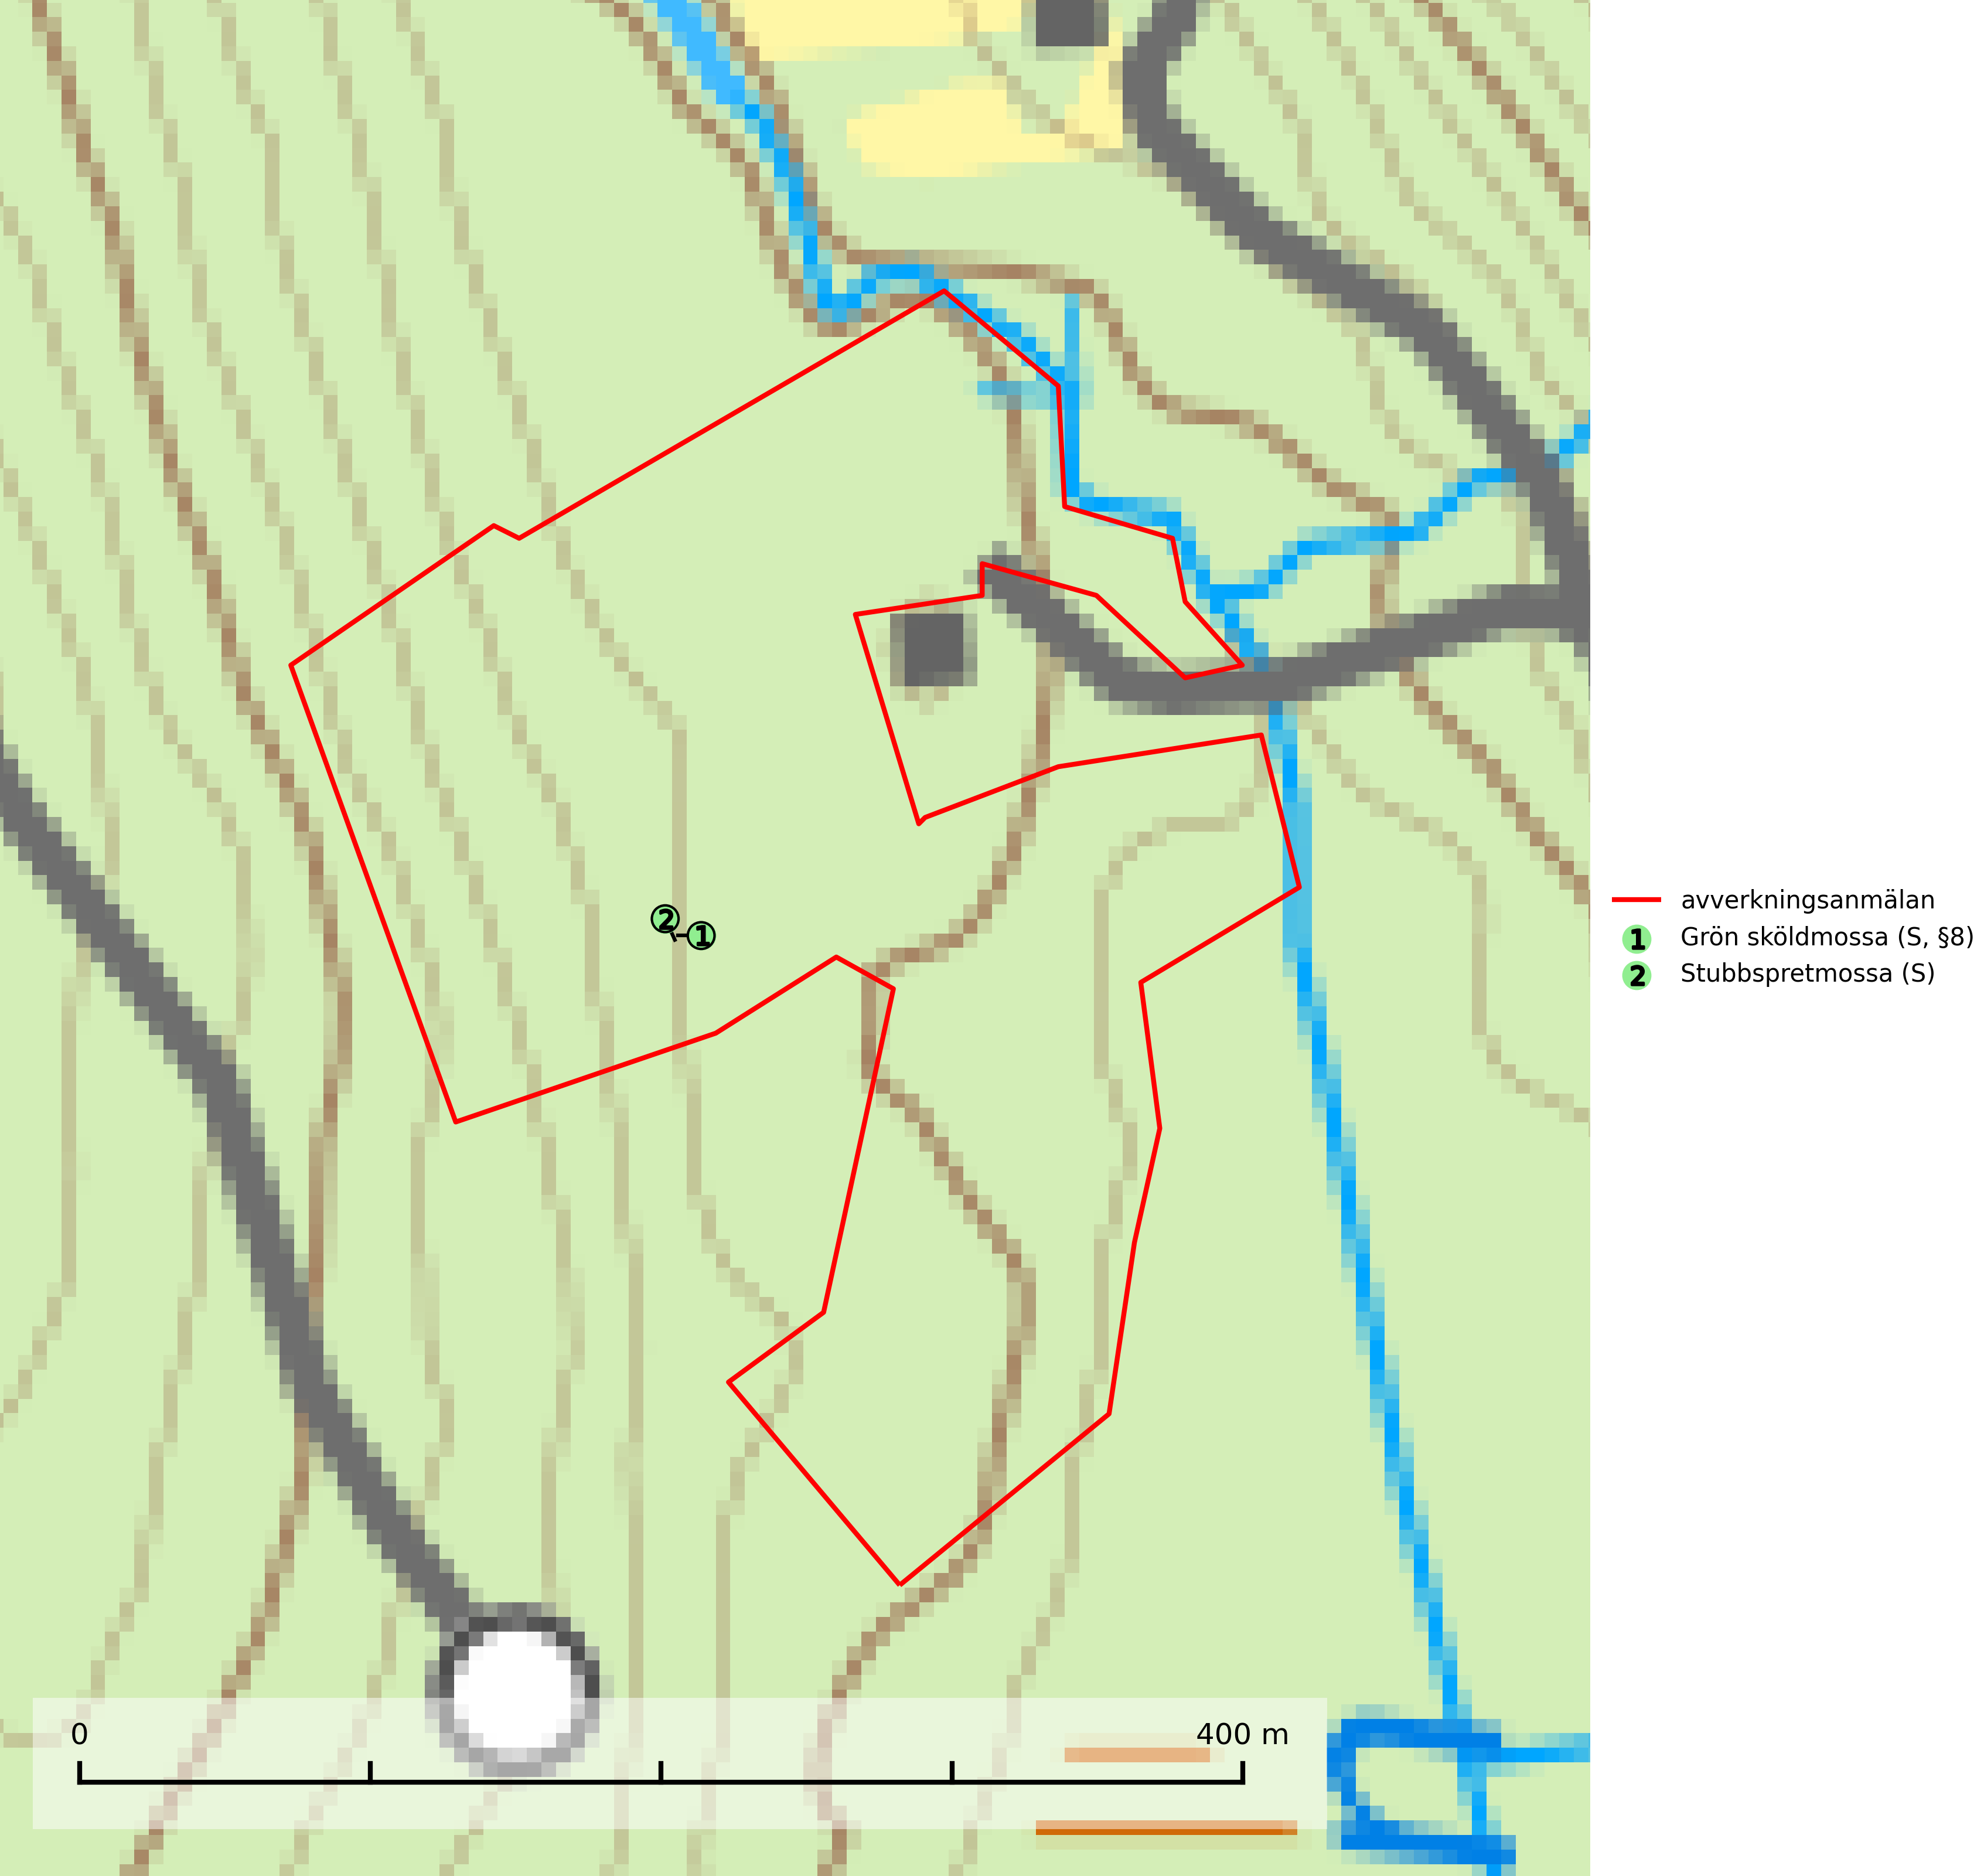 2
1
avverkningsanmälan
1 Grön sköldmossa (S, §8)
2 Stubbspretmossa (S)
0 400 m